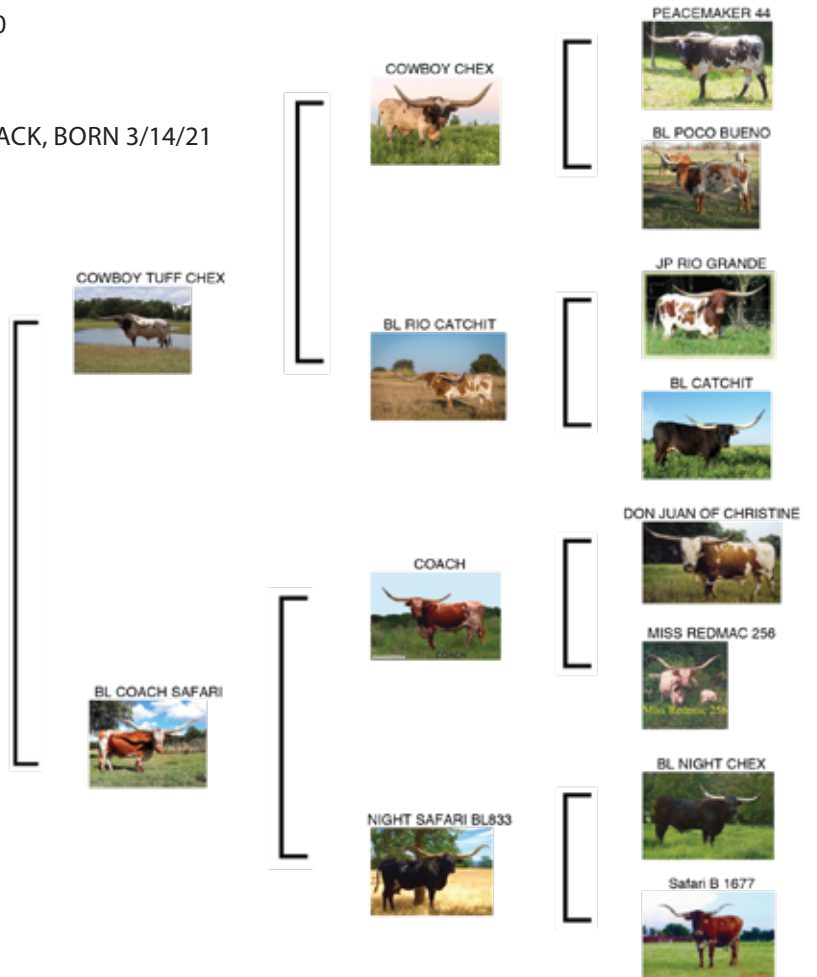 0
ACK, BORN 3/14/21
COWBOY TUFF CHEX
BL COACH SAFARI
COWBOY CHEX
BL RIO CATCHIT
COACH
COACH
NIGHT SAFARI BL833
PEACEMAKER 44
BL POCO BUENO
JP RIO GRANDE
BL CATCHIT
DON JUAN OF CHRISTINE
MISS REDMAC 256
Miss Redmac 256
BL NIGHT CHEX
Safari B 1677